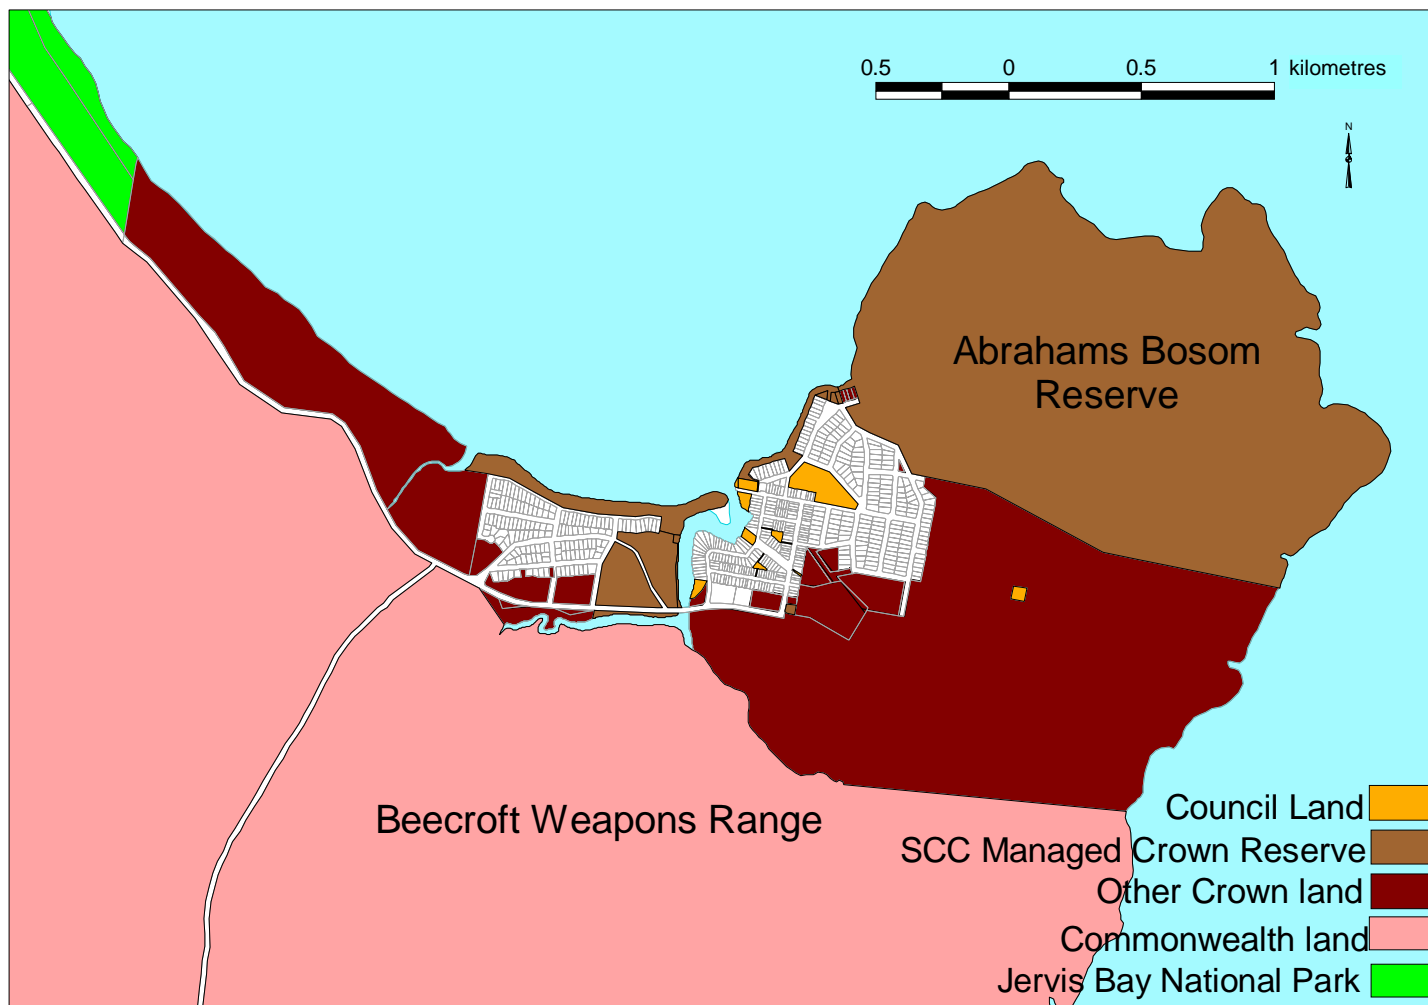 0.5 0 0.5 1 kilometres
N
Abrahams Bosom
Reserve
Beecroft Weapons Range
Council Land
SCC Managed Crown Reserve
Other Crown land
Commonwealth land
Jervis Bay National Park